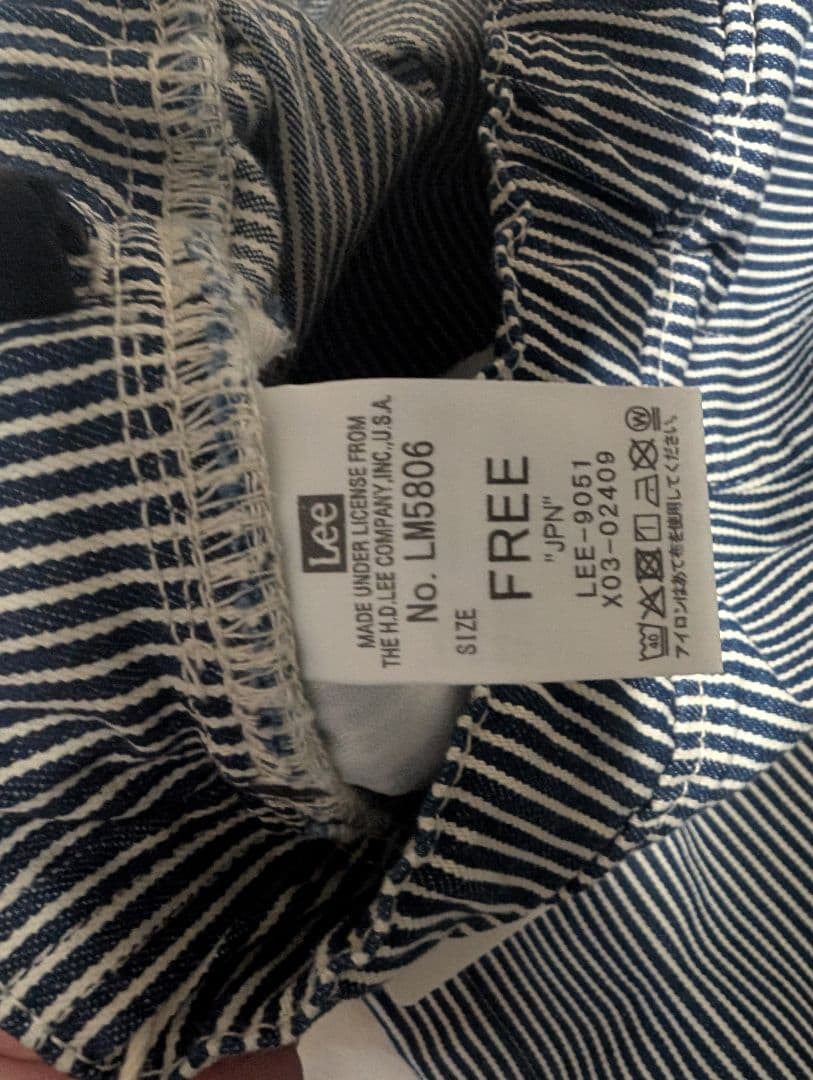 Lee
MADE UNDER LICENSE FROM
THE H.D.LEE COMPANY,INC.,U.S.A.
No. LM5806
SIZE
FREE
"JPN"
LEE-9051
X03-02409
40
アイロンはあて布を使用してください。